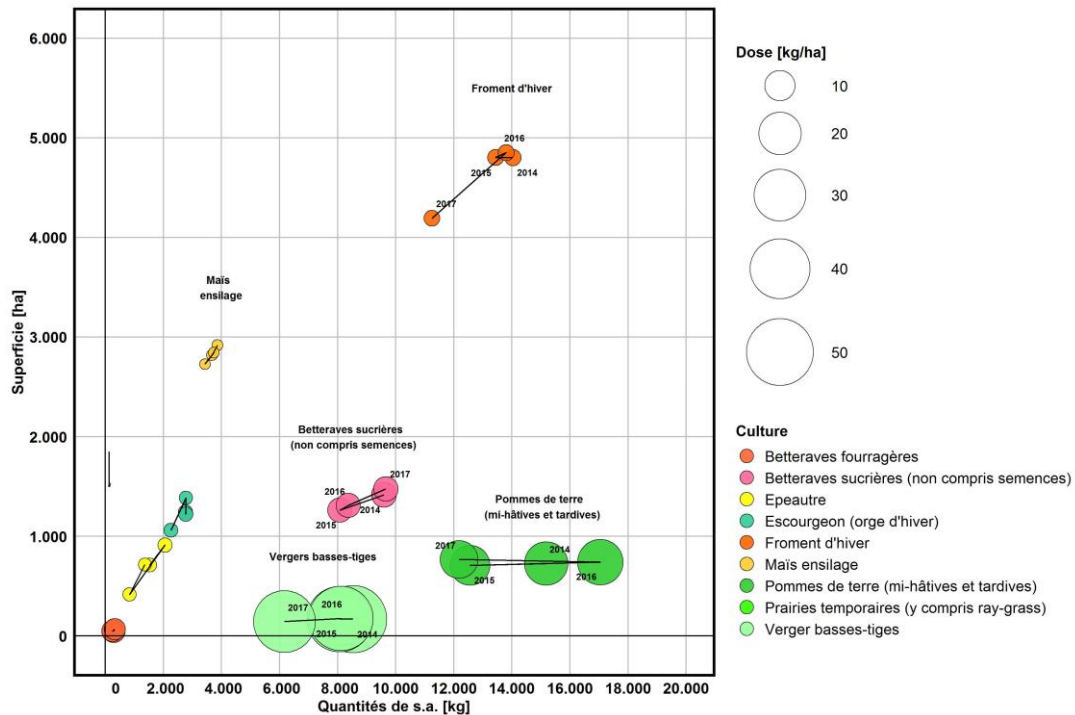 6.000
5.000
4.000
3.000
2.000
1.000
0
Superficie [ha]
0 2.000 4.000 6.000 8.000 10.000 12.000 14.000 16.000 18.000 20.000
Quantités de s.a. [kg]
Froment d'hiver
2016
2015
2014
2017
Maïs
ensilage
Betteraves sucrières
(non compris semences)
2017
2016
2014
2015
Pommes de terre
(mi-hâtives et tardives)
2017
2014
2015
2016
Vergers basses-tiges
2017
2016
2015
2014
Dose [kg/ha]
10
20
30
40
50
Culture
Betteraves fourragères
Betteraves sucrières (non compris semences)
Epeautre
Escourgeon (orge d'hiver)
Froment d'hiver
Maïs ensilage
Pommes de terre (mi-hâtives et tardives)
Prairies temporaires (y compris ray-grass)
Verger basses-tiges